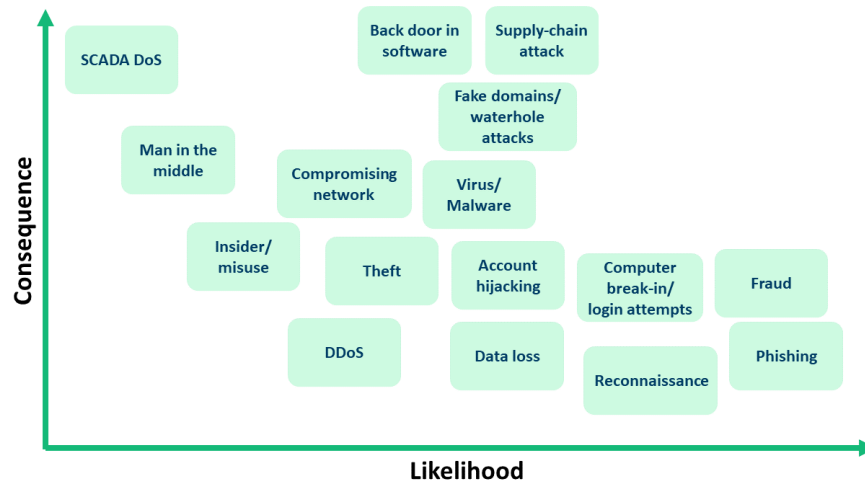 SCADA DoS
Back door in
software
Supply-chain
attack
Fake domains/
waterhole
attacks
Man in the
middle
Compromising
network
Virus/
Malware
Insider/
misuse
Theft
Account
hijacking
Computer
break-in/
login attempts
Fraud
DDoS
Data loss
Reconnaissance
Phishing
Consequence
Likelihood